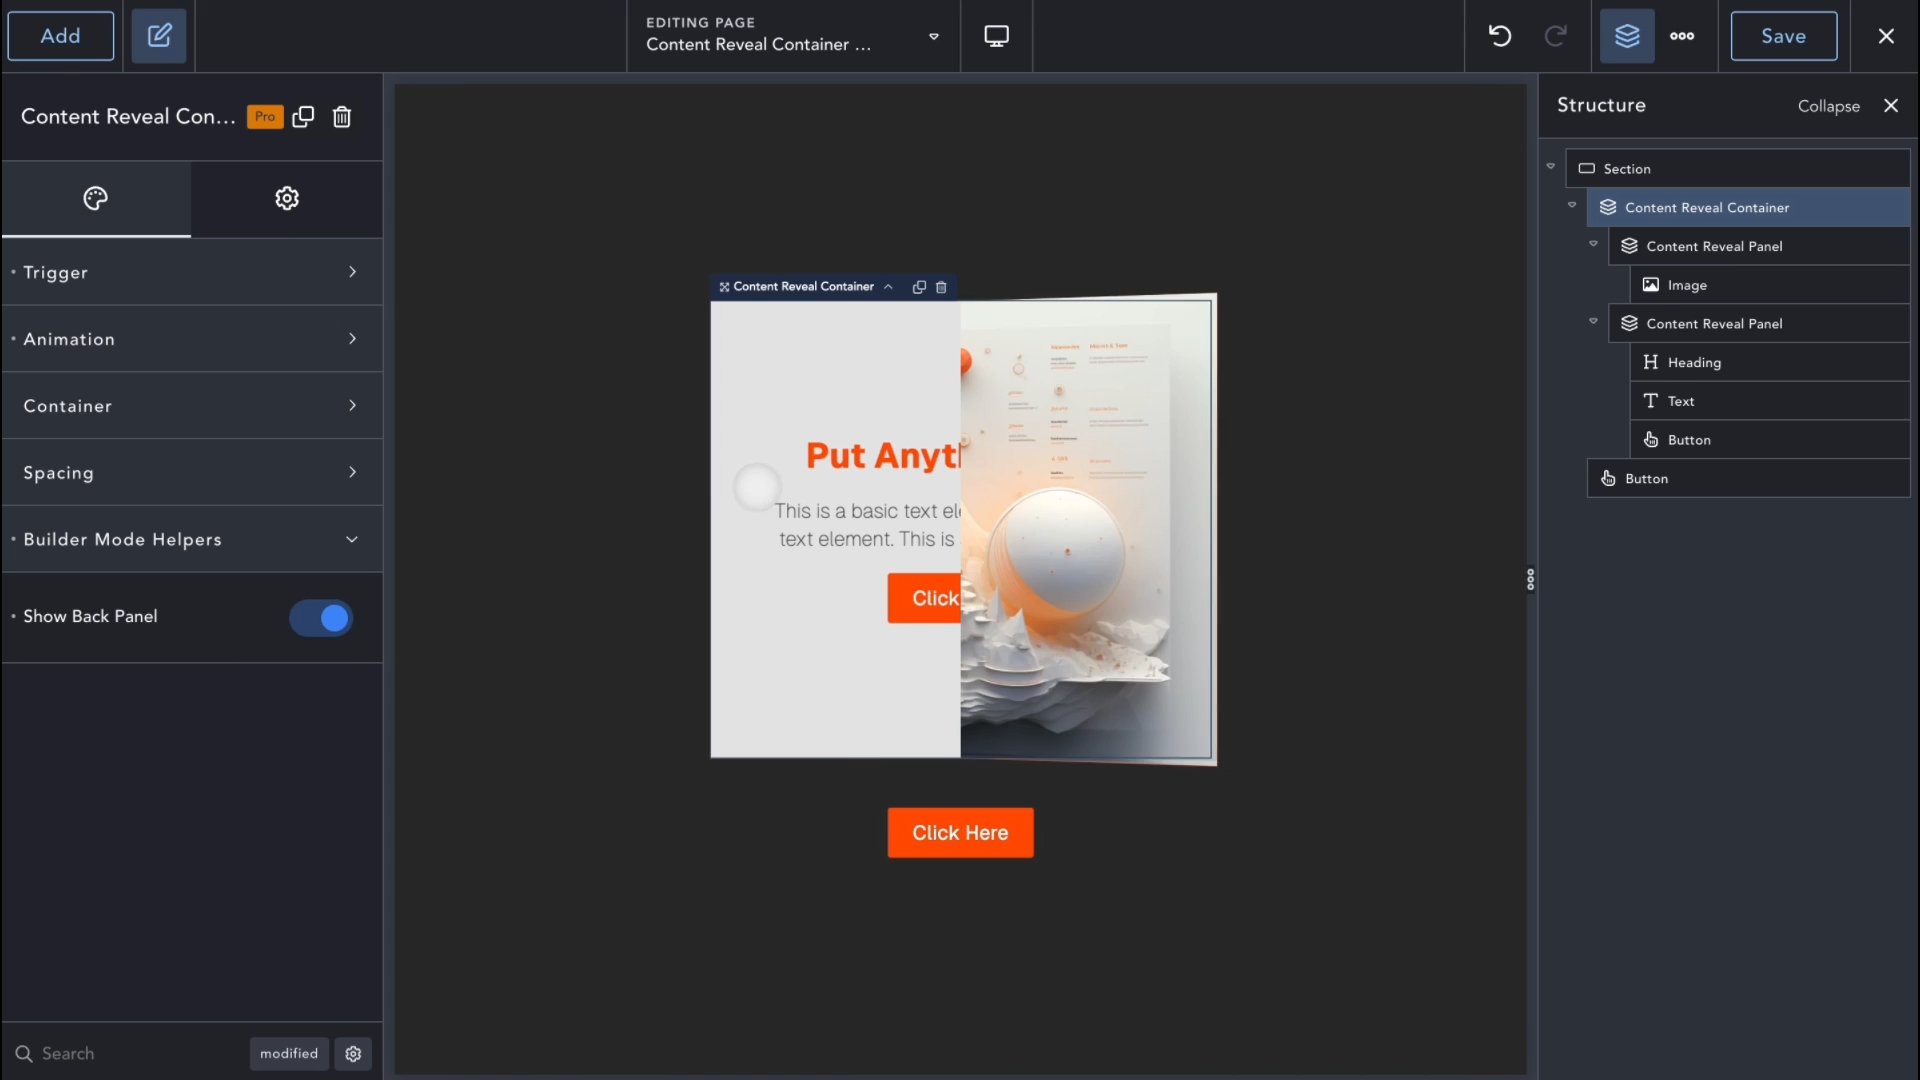 Add
EDITING PAGE
Content Reveal Container ...
Save
Content Reveal Con...
Pro
Trigger
Animation
Container
Spacing
Builder Mode Helpers
Show Back Panel
Search
modified
Content Reveal Container
Put Anyth
This is a basic text ele
text element. This is
Click
Click Here
Structure
Collapse
Section
Content Reveal Container
Content Reveal Panel
Image
Content Reveal Panel
Heading
Text
Button
Button